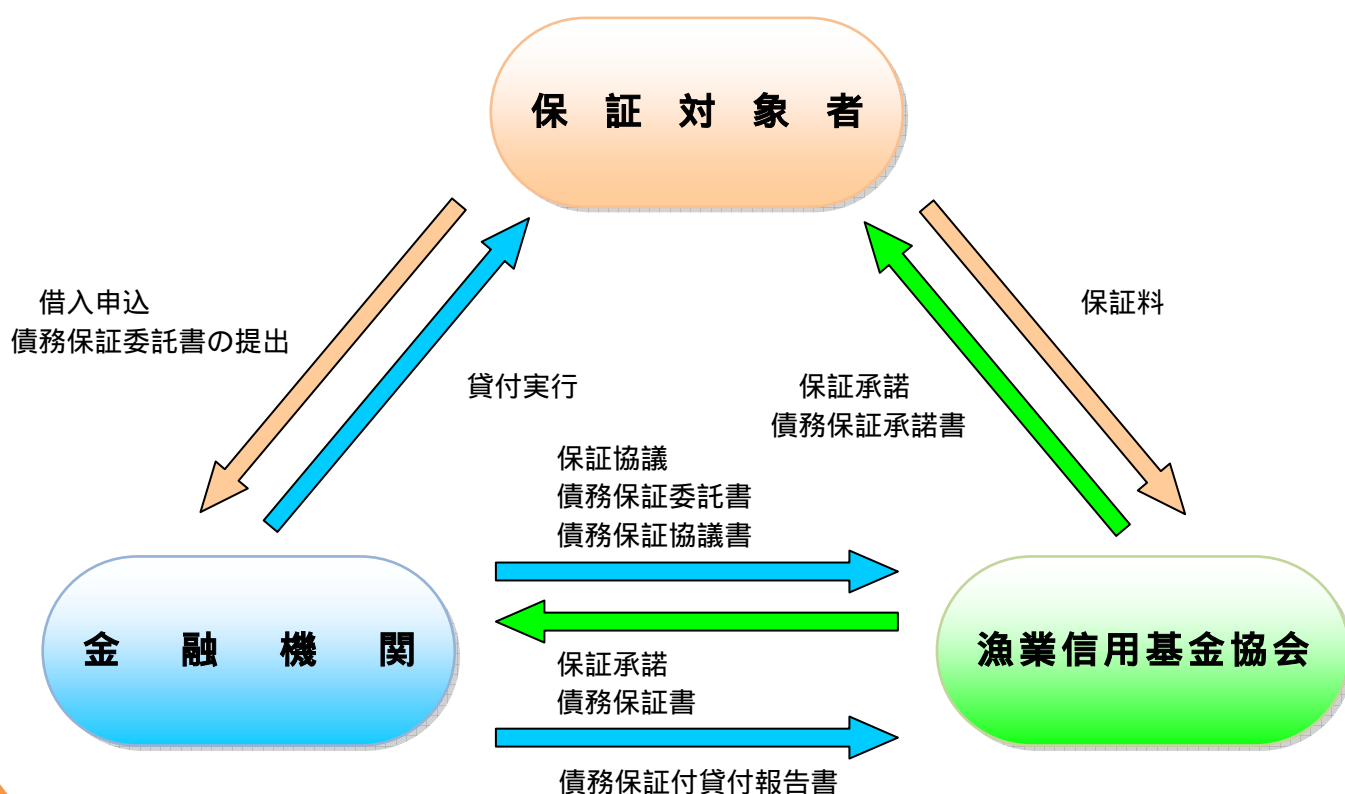 保証対象者
借入申込
債務保証委託書の提出
保証料
貸付実行
保証承諾
債務保証承諾書
保証協議
債務保証委託書
債務保証協議書
金融機関
漁業信用基金協会
保証承諾
債務保証書
債務保証付貸付報告書